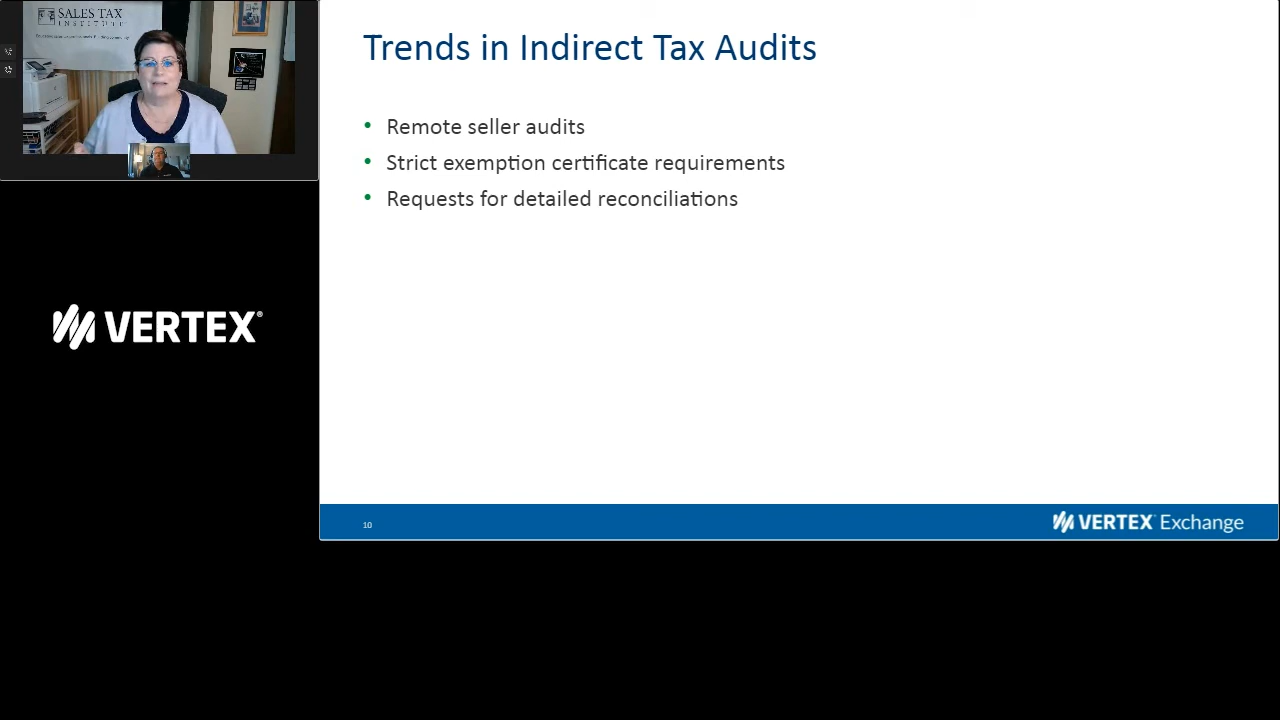 SALES TAX
INSTITUTE
Trends in Indirect Tax Audits
• Remote seller audits
• Strict exemption certificate requirements
• Requests for detailed reconciliations
VERTEX®
10
VERTEX Exchange